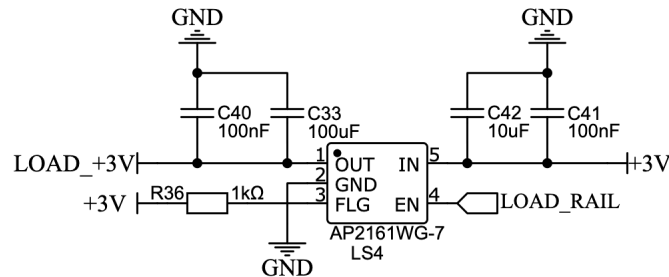 GND
GND
C40
100nF
C33
100uF
C42
10uF
C41
100nF
LOAD_+3V
1
OUT
IN
5
+3V
2
GND
+3V
R36
1kΩ
3
FLG
EN
4
LOAD_RAIL
AP2161WG-7
LS4
GND